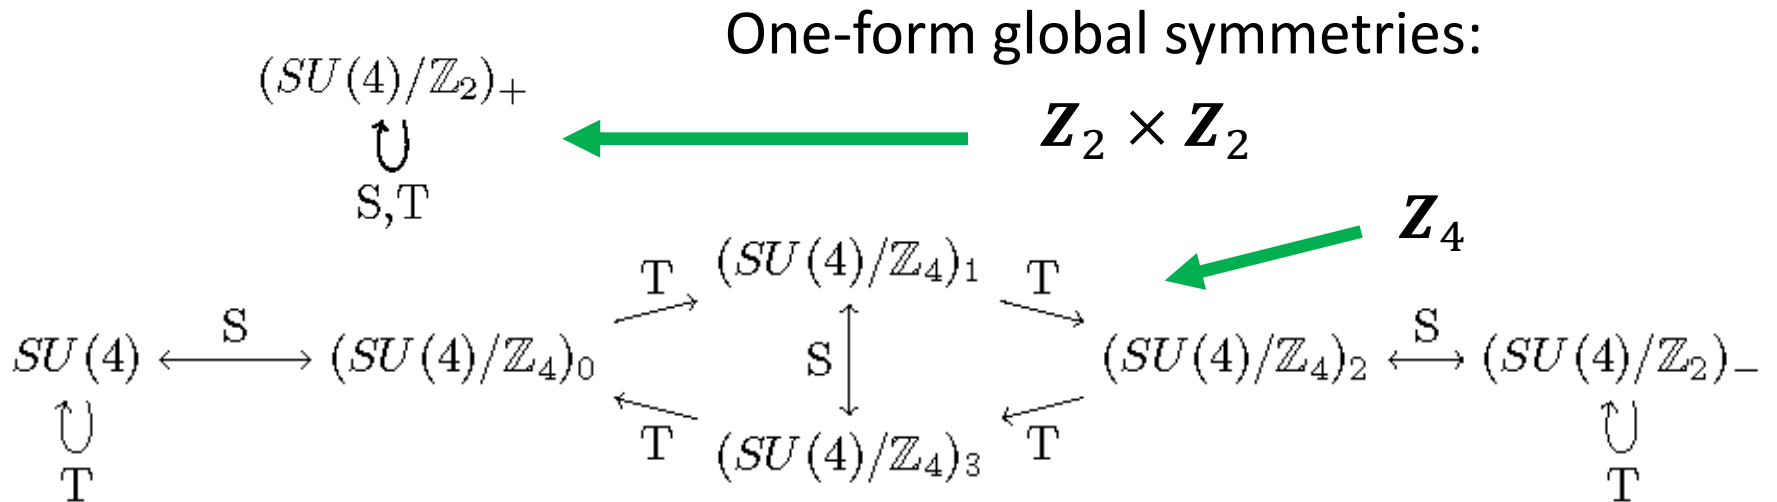 One-form global symmetries:
(SU(4)/ℤ₂)₊
S,T
𝒁₂ × 𝒁₂
𝒁₄
T (SU(4)/ℤ₄)₁ T
SU(4) S (SU(4)/ℤ₄)₀ S (SU(4)/ℤ₄)₂ S (SU(4)/ℤ₂)₋
T (SU(4)/ℤ₄)₃ T
T T